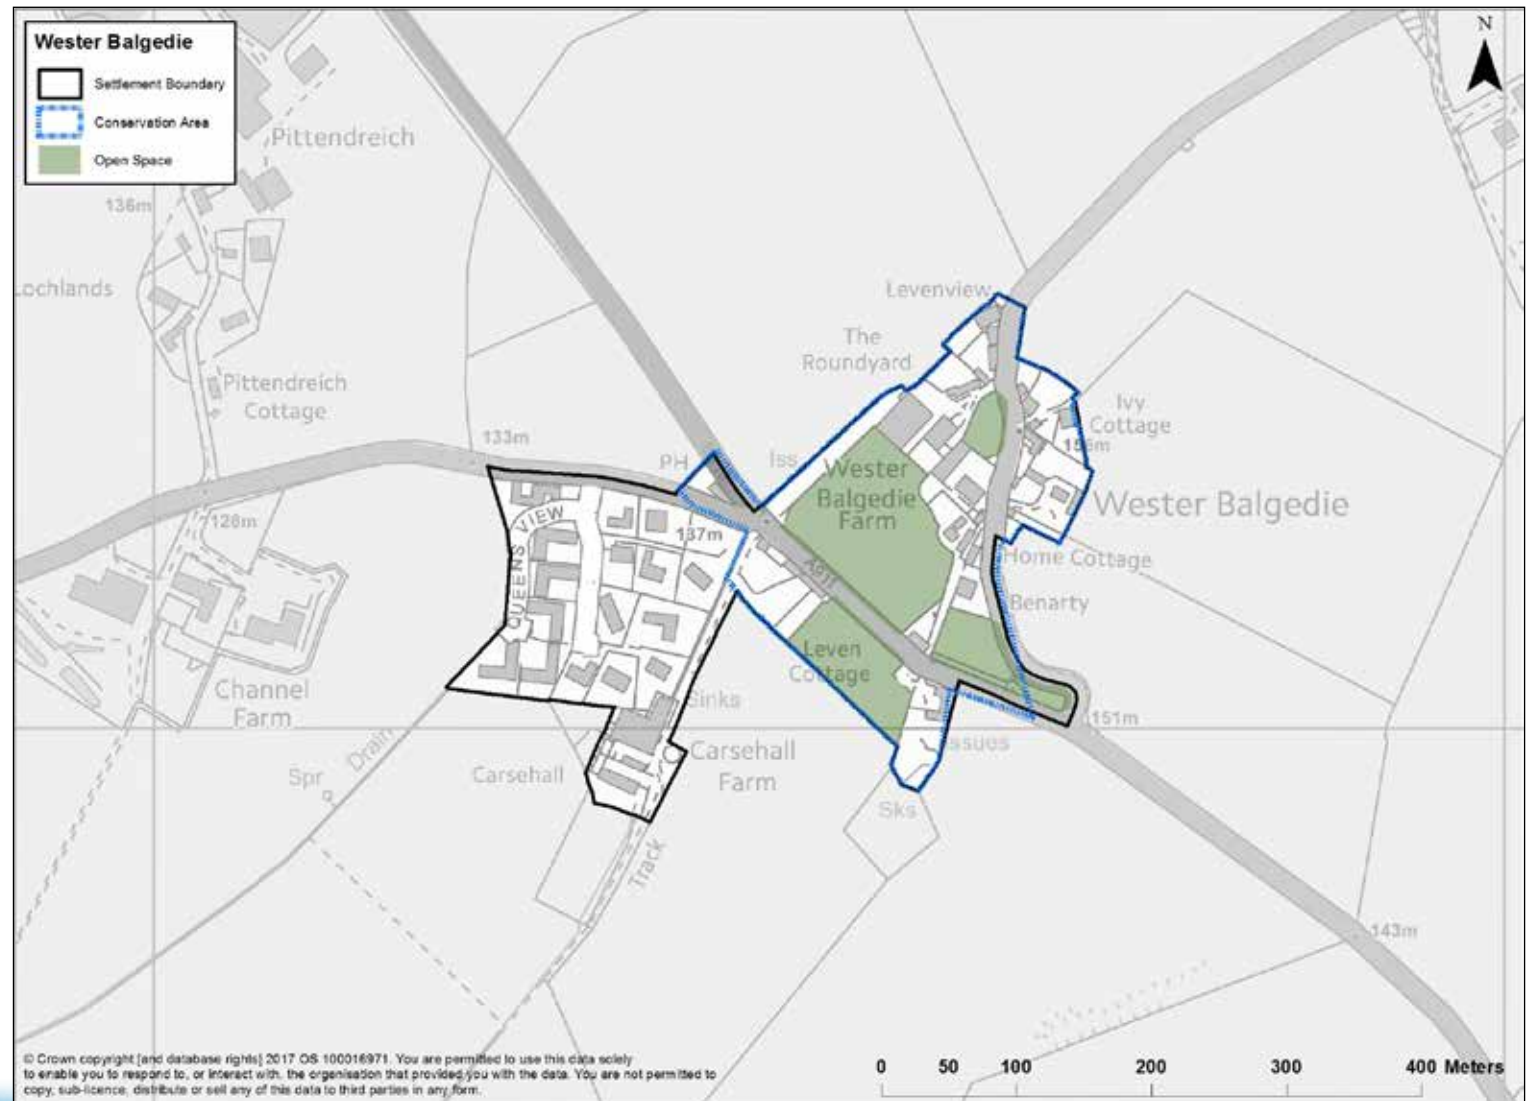 Wester Balgedie
Settlement Boundary
Conservation Area
Open Space
N
Pittendreich
136m
Lochlands
Levenview
The
Roundyard
Pittendreich
Cottage
Ivy
Cottage
133m
PH
Iss
Wester
Balgedie
Farm
Wester Balgedie
128m
QUEENS VIEW
137m
A911
Home Cottage
Benarty
Leven
Cottage
Channel
Farm
Sinks
151m
Issues
Carsehall
Farm
Drain
Spr
Carsehall
Sks
Track
143m
© Crown copyright [and database rights] 2017 OS 100016971. You are permitted to use this data solely
to enable you to respond to, or interact with, the organisation that provided you with the data. You are not permitted to
copy, sub-licence, distribute or sell any of this data to third parties in any form.
0 50 100 200 300 400 Meters